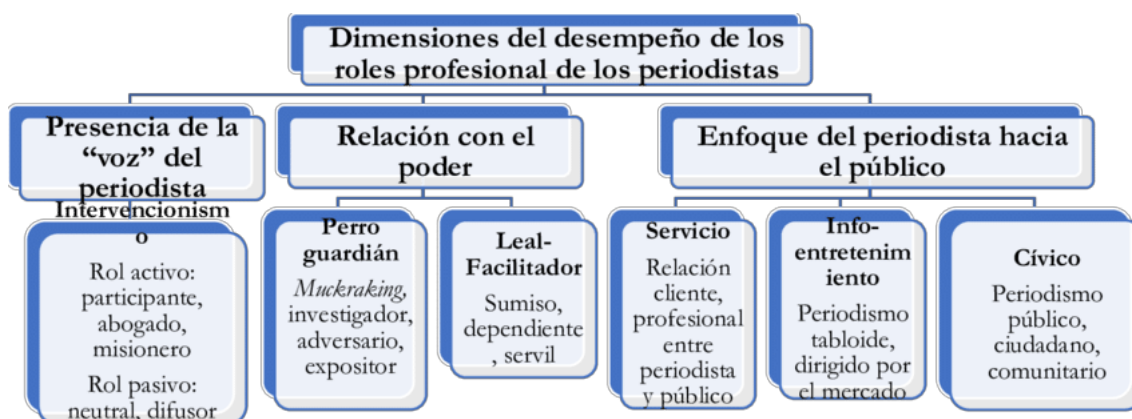 Dimensiones del desempeño de los
roles profesional de los periodistas
Presencia de la
“voz” del
periodista
Intervencionism
o
Rol activo:
participante,
abogado,
misionero
Rol pasivo:
neutral, difusor
Relación con el
poder
Perro
guardián
Muckraking,
investigador,
adversario,
expositor
Leal-
Facilitador
Sumiso,
dependiente
, servil
Enfoque del periodista hacia
el público
Servicio
Relación
cliente,
profesional
entre
periodista
y público
Info-
entretenim
iento
Periodismo
tabloide,
dirigido por
el mercado
Cívico
Periodismo
público,
ciudadano,
comunitario